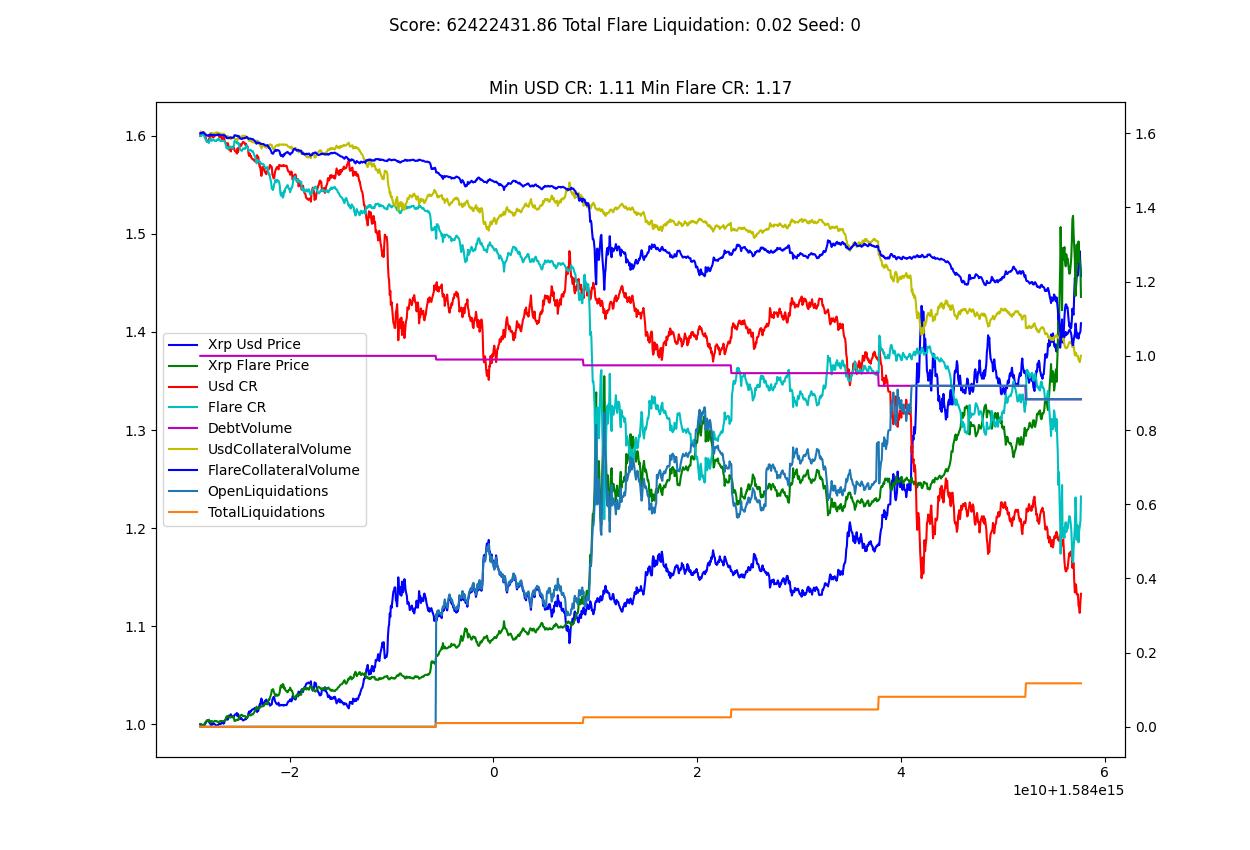 Score: 62422431.86 Total Flare Liquidation: 0.02 Seed: 0
Min USD CR: 1.11 Min Flare CR: 1.17
1.6
1.5
1.4
1.3
1.2
1.1
1.0
1.6
1.4
1.2
1.0
0.8
0.6
0.4
0.2
0.0
Xrp Usd Price
Xrp Flare Price
Usd CR
Flare CR
DebtVolume
UsdCollateralVolume
FlareCollateralVolume
OpenLiquidations
TotalLiquidations
−2
0
2
4
6
1e10+1.584e15